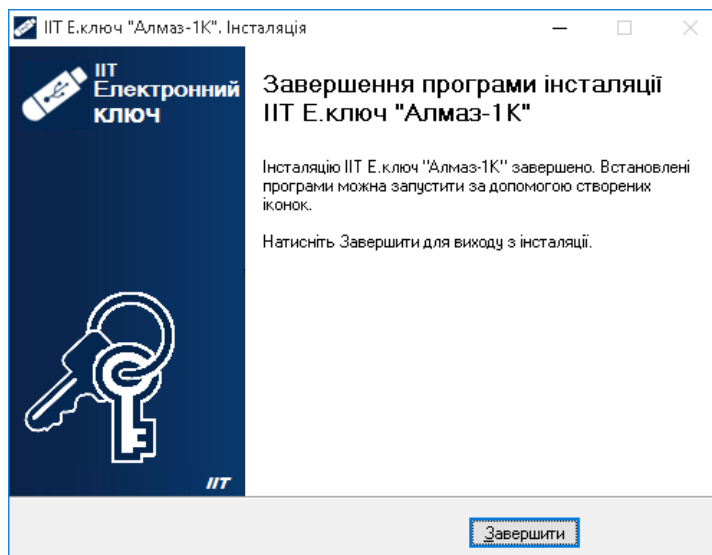 ІІТ Е.ключ "Алмаз-1К". Інсталяція
ІІТ
Електронний
ключ
Завершення програми інсталяції
ІІТ Е.ключ "Алмаз-1К"
Інсталяцію ІІТ Е.ключ "Алмаз-1К" завершено. Встановлені
програми можна запустити за допомогою створених
іконок.
Натисніть Завершити для виходу з інсталяції.
ІІТ
Завершити